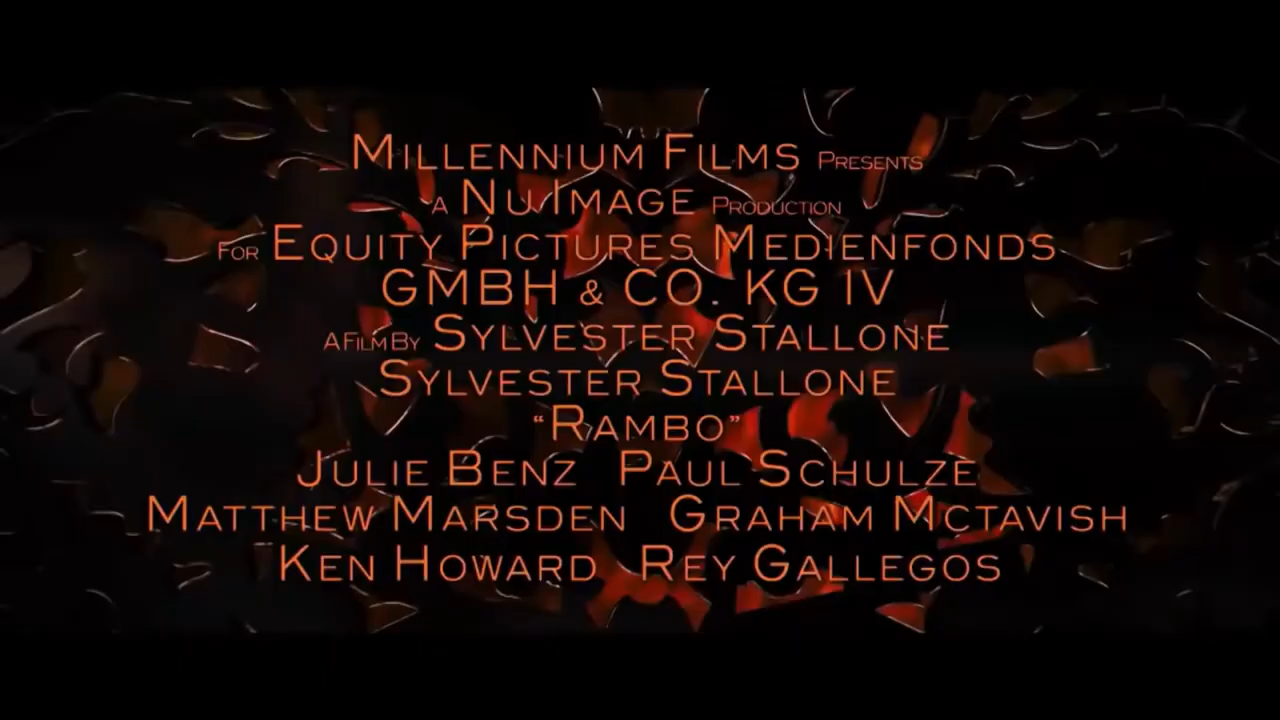 MILLENNIUM FILMS PRESENTS
A NU IMAGE PRODUCTION
FOR EQUITY PICTURES MEDIENFONDS
GMBH & CO. KG IV
A FILM BY SYLVESTER STALLONE
SYLVESTER STALLONE
“RAMBO”
JULIE BENZ PAUL SCHULZE
MATTHEW MARSDEN GRAHAM MCTAVISH
KEN HOWARD REY GALLEGOS